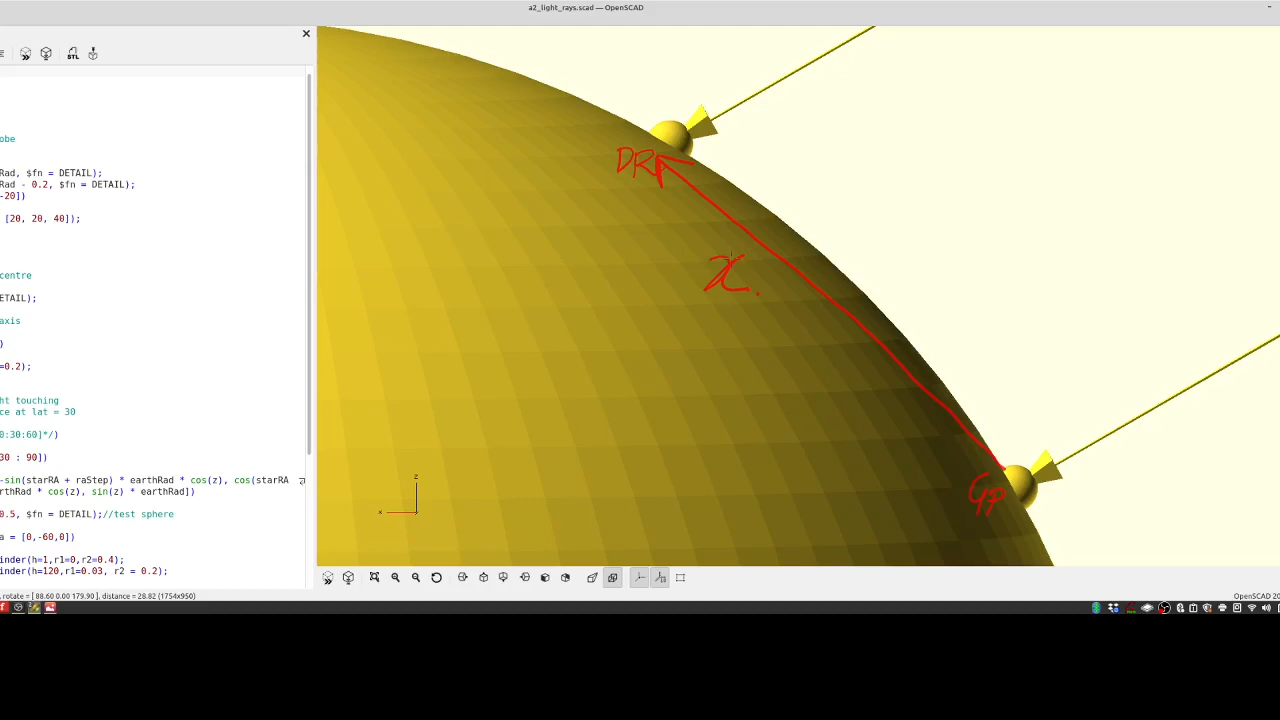 a2_light_rays.scad — OpenSCAD
STL
obe
Rad, $fn = DETAIL);
Rad - 0.2, $fn = DETAIL);
-20])
[20, 20, 40]);
centre
ETAIL);
axis
)
=0.2);
ht touching
ce at lat = 30
0:30:60]*/)
30 : 90])
-sin(starRA + raStep) * earthRad * cos(z), cos(starRA
rthRad * cos(z), sin(z) * earthRad])
0.5, $fn = DETAIL);//test sphere
a = [0,-60,0])
inder(h=1,r1=0,r2=0.4);
inder(h=120,r1=0.03, r2 = 0.2);
DR
x.
GP
z
x
, rotate = [ 88.60 0.00 179.90 ], distance = 28.82 (1754x950)
OpenSCAD 20